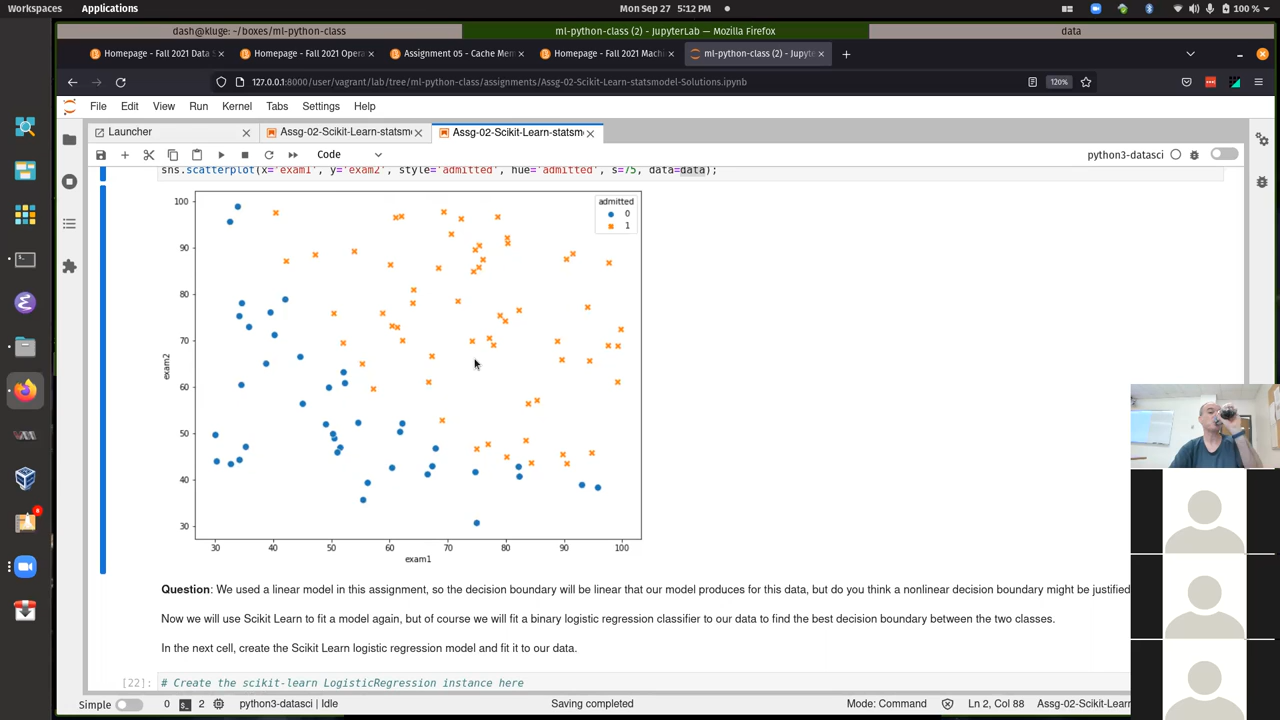 Workspaces Applications Mon Sep 27 5:12 PM 100 %
dash@kluge: ~/boxes/ml-python-class ml-python-class (2) - JupyterLab — Mozilla Firefox data
Homepage - Fall 2021 Data S Homepage - Fall 2021 Opera Assignment 05 - Cache Mem Homepage - Fall 2021 Machi ml-python-class (2) - Jupyte
127.0.0.1:8000/user/vagrant/lab/tree/ml-python-class/assignments/Assg-02-Scikit-Learn-statsmodel-Solutions.ipynb 120%
File Edit View Run Kernel Tabs Settings Help
Launcher Assg-02-Scikit-Learn-statsm Assg-02-Scikit-Learn-statsm
Code python3-datasci
sns.scatterplot(x='exam1', y='exam2', style='admitted', hue='admitted', s=75, data=data);
admitted
0
1
100
90
80
70
60
50
40
30
exam2
30 40 50 60 70 80 90 100
exam1
Question: We used a linear model in this assignment, so the decision boundary will be linear that our model produces for this data, but do you think a nonlinear decision boundary might be justified
Now we will use Scikit Learn to fit a model again, but of course we will fit a binary logistic regression classifier to our data to find the best decision boundary between the two classes.
In the next cell, create the Scikit Learn logistic regression model and fit it to our data.
[22]: # Create the scikit-learn LogisticRegression instance here
Simple 0 2 python3-datasci | Idle Saving completed Mode: Command Ln 2, Col 88 Assg-02-Scikit-Lear